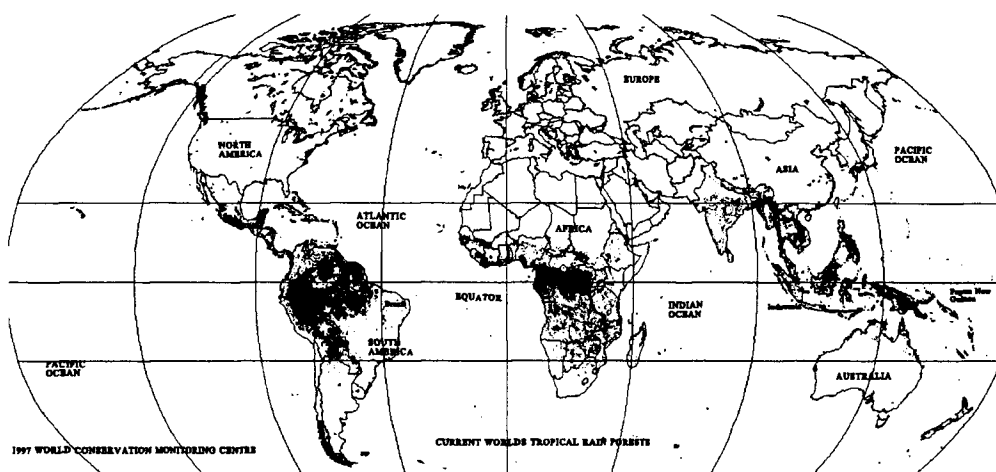 EUROPE
NORTH
AMERICA
PACIFIC
OCEAN
ASIA
ATLANTIC
OCEAN
AFRICA
EQUATOR
INDIAN
OCEAN
Papua New
Guinea
Indonesia
Brazil
SOUTH
AMERICA
PACIFIC
OCEAN
AUSTRALIA
1997 WORLD CONSERVATION MONITORING CENTRE
CURRENT WORLDS TROPICAL RAIN FORESTS